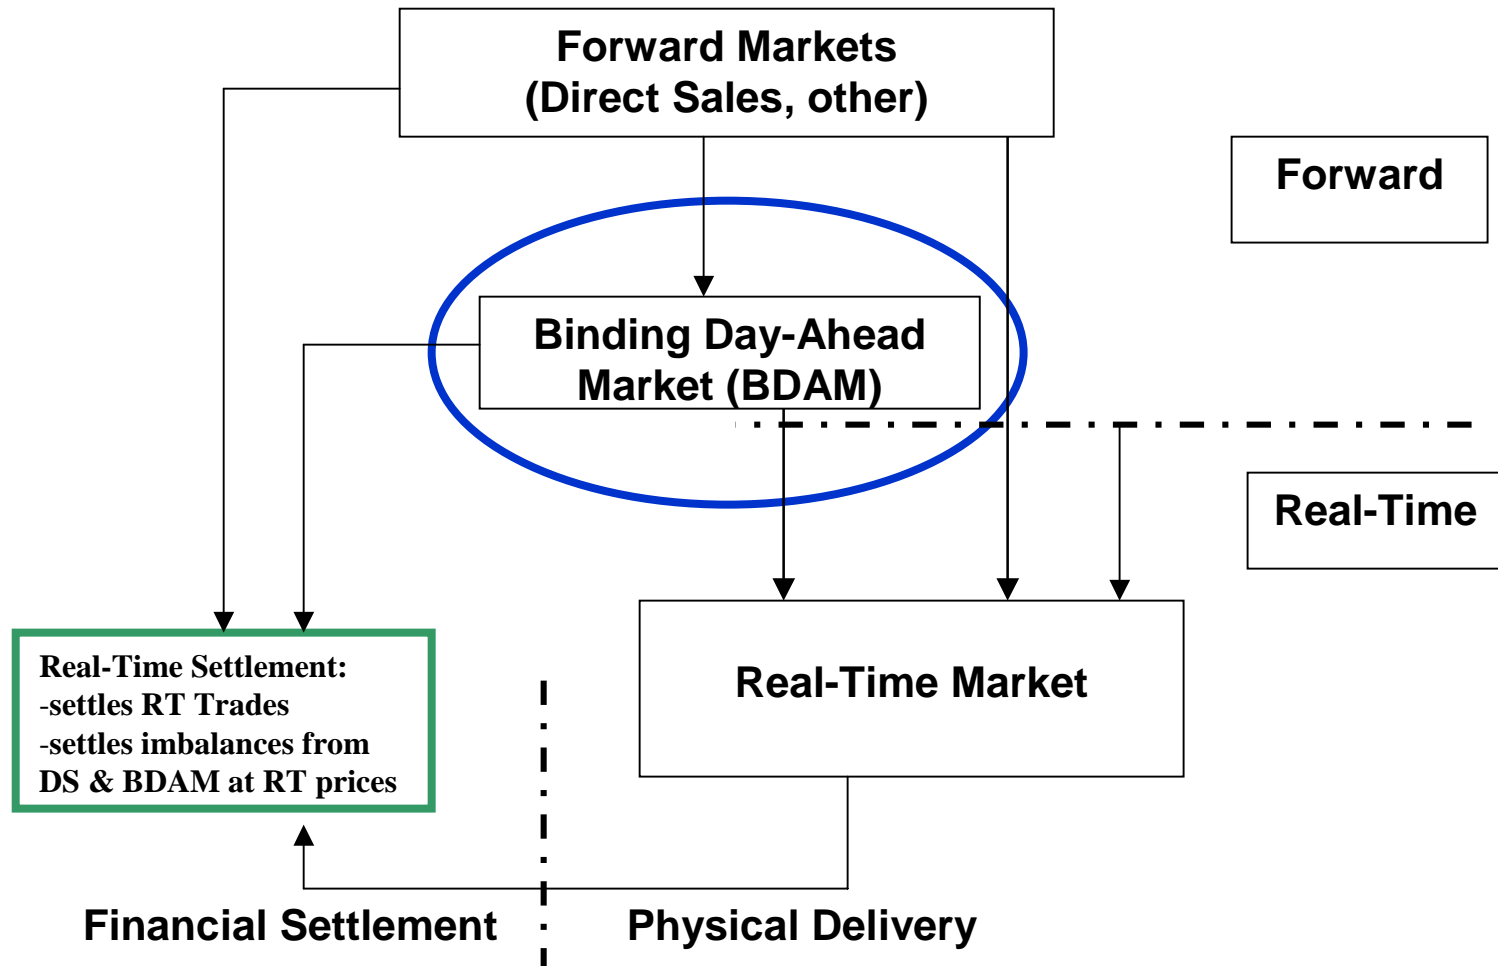 Forward Markets
(Direct Sales, other)
Forward
Binding Day-Ahead
Market (BDAM)
Real-Time
Real-Time Settlement:
-settles RT Trades
-settles imbalances from
DS & BDAM at RT prices
Real-Time Market
Financial Settlement
Physical Delivery